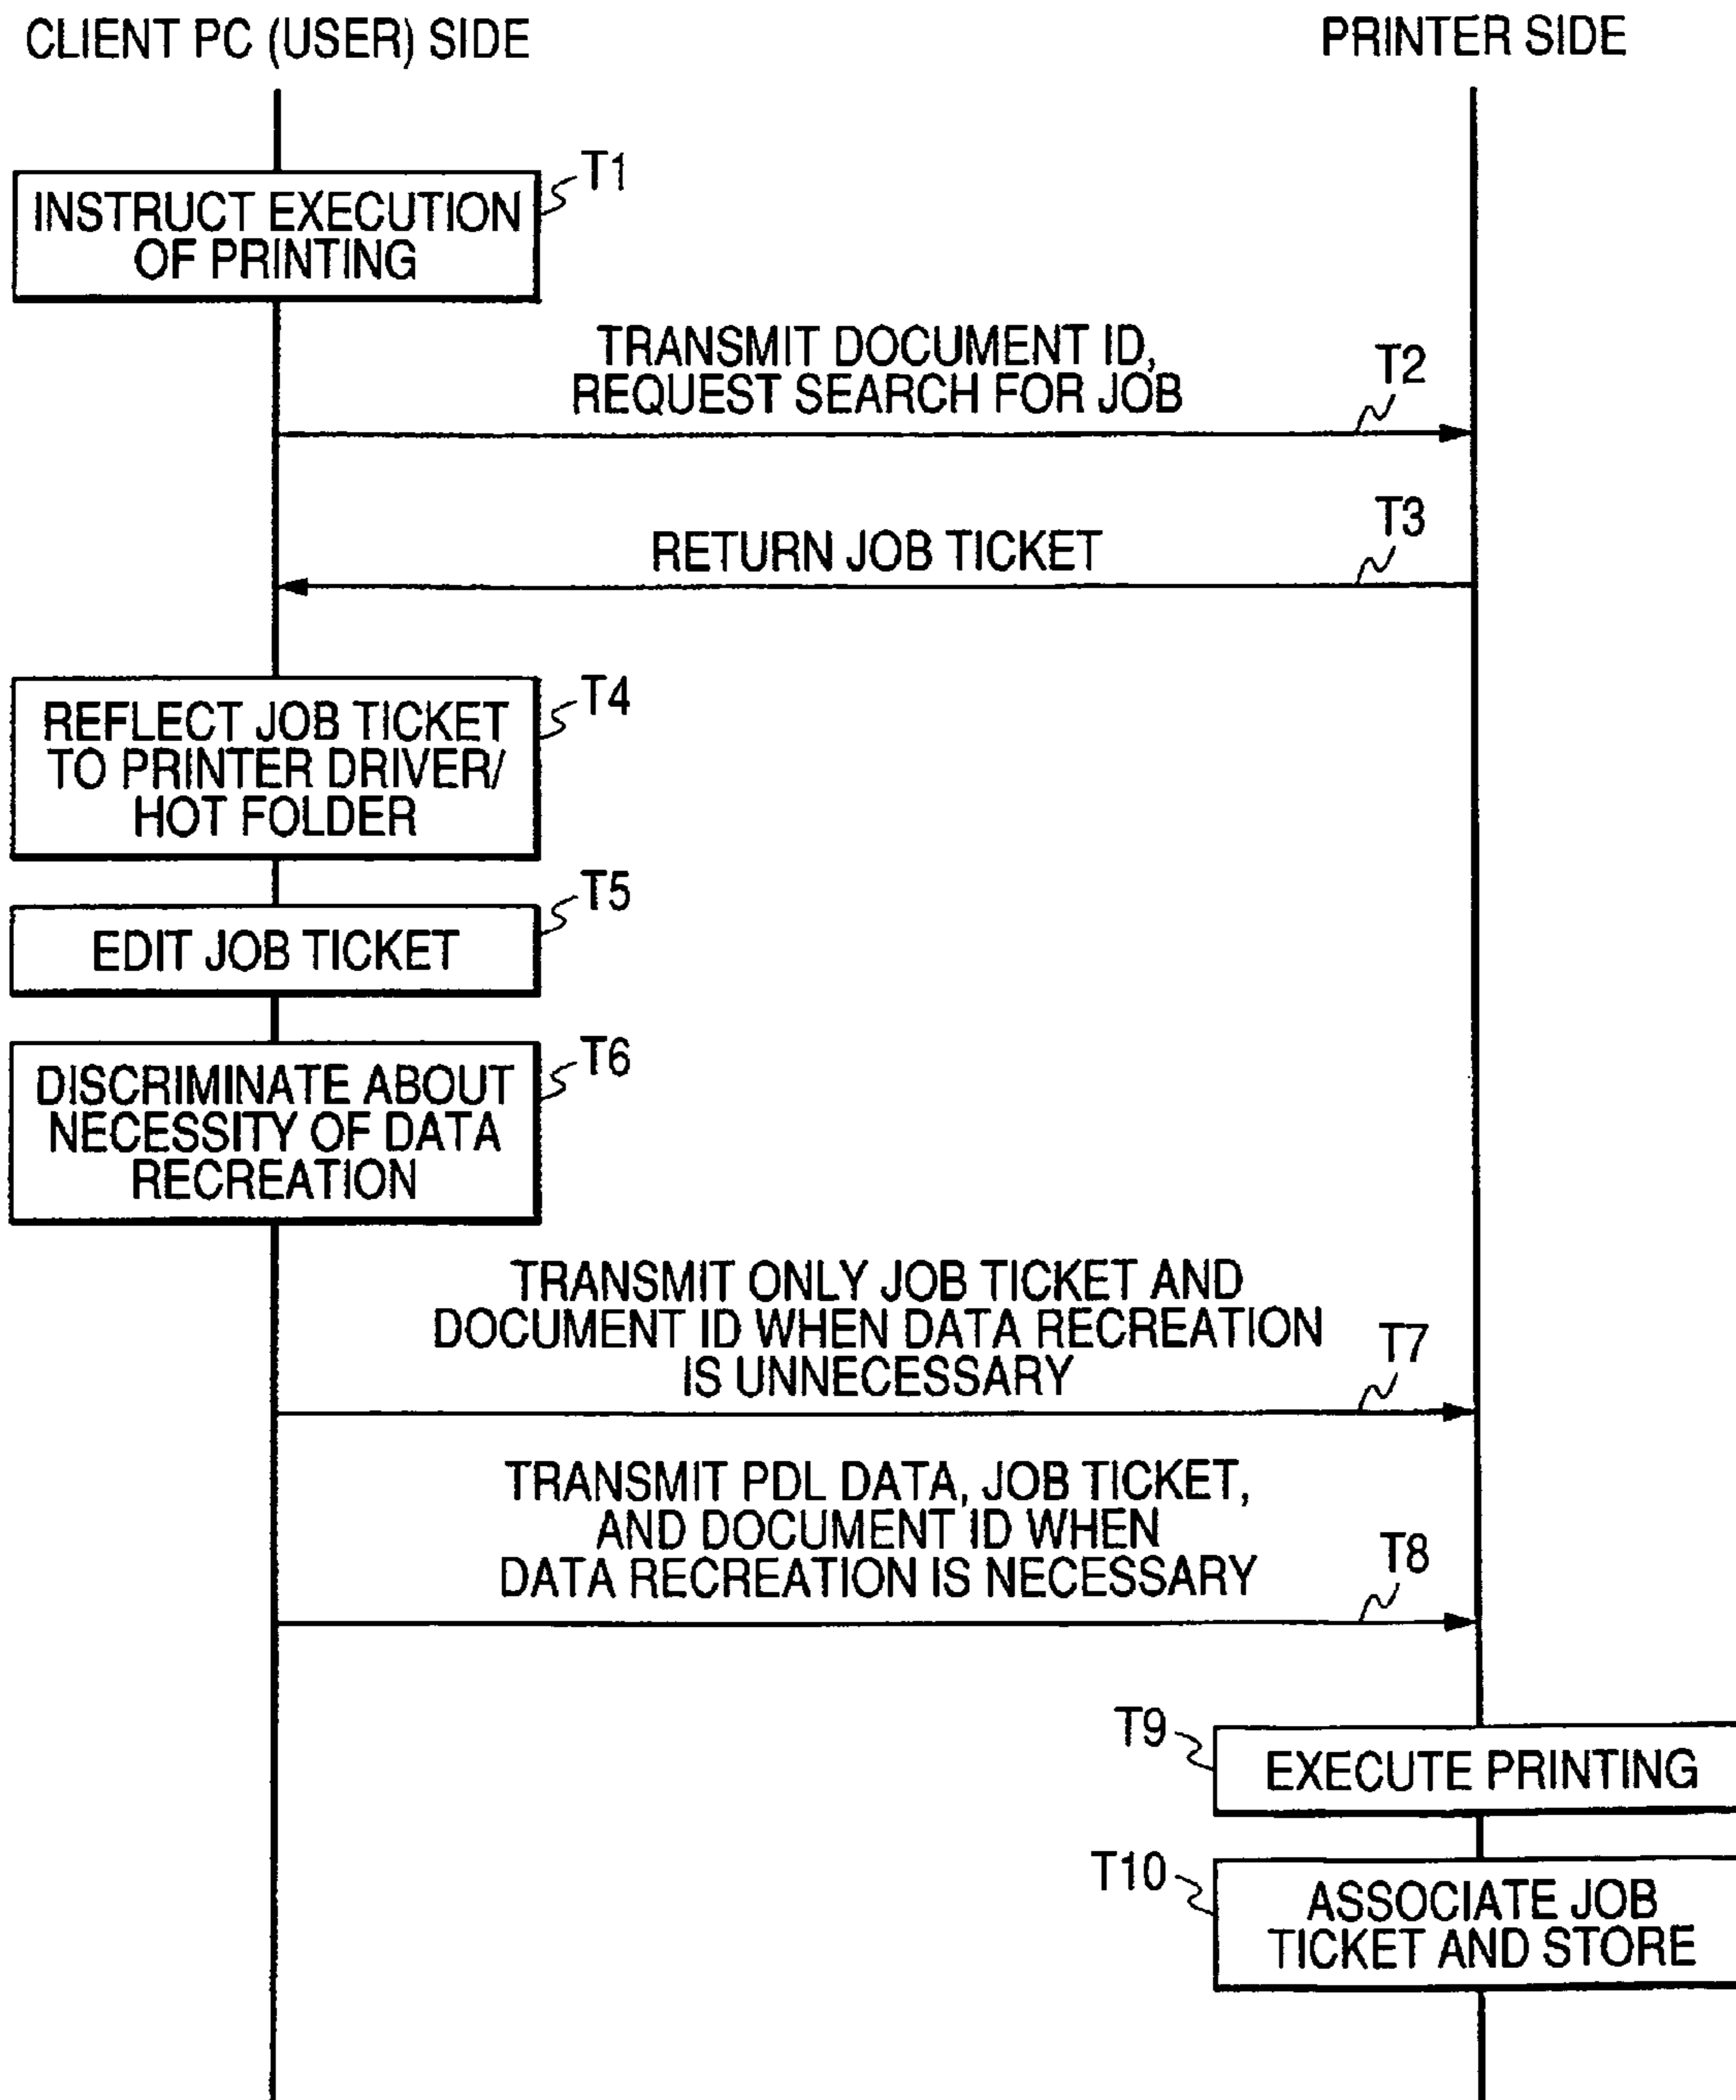 CLIENT PC (USER) SIDE
PRINTER SIDE
T1
INSTRUCT EXECUTION
OF PRINTING
TRANSMIT DOCUMENT ID,
REQUEST SEARCH FOR JOB
T2
RETURN JOB TICKET
T3
T4
REFLECT JOB TICKET
TO PRINTER DRIVER/
HOT FOLDER
T5
EDIT JOB TICKET
T6
DISCRIMINATE ABOUT
NECESSITY OF DATA
RECREATION
TRANSMIT ONLY JOB TICKET AND
DOCUMENT ID WHEN DATA RECREATION
IS UNNECESSARY
T7
TRANSMIT PDL DATA, JOB TICKET,
AND DOCUMENT ID WHEN
DATA RECREATION IS NECESSARY
T8
T9
EXECUTE PRINTING
T10
ASSOCIATE JOB
TICKET AND STORE